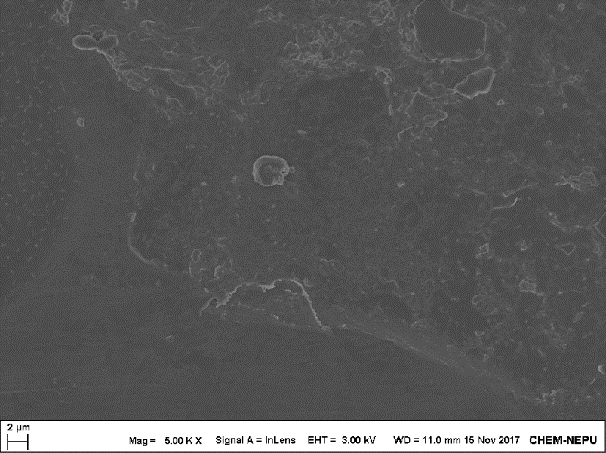 2 µm
Mag = 5.00 K X Signal A = InLens EHT = 3.00 kV WD = 11.0 mm 15 Nov 2017 CHEM-NEPU